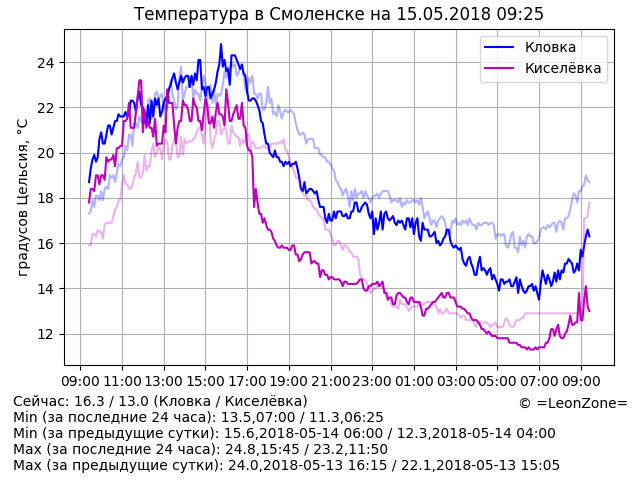 Температура в Смоленске на 15.05.2018 09:25
Кловка
Киселёвка
градусов Цельсия, °C
24
22
20
18
16
14
12
09:00 11:00 13:00 15:00 17:00 19:00 21:00 23:00 01:00 03:00 05:00 07:00 09:00
Сейчас: 16.3 / 13.0 (Кловка / Киселёвка)
© =LeonZone=
Min (за последние 24 часа): 13.5,07:00 / 11.3,06:25
Min (за предыдущие сутки): 15.6,2018-05-14 06:00 / 12.3,2018-05-14 04:00
Max (за последние 24 часа): 24.8,15:45 / 23.2,11:50
Max (за предыдущие сутки): 24.0,2018-05-13 16:15 / 22.1,2018-05-13 15:05